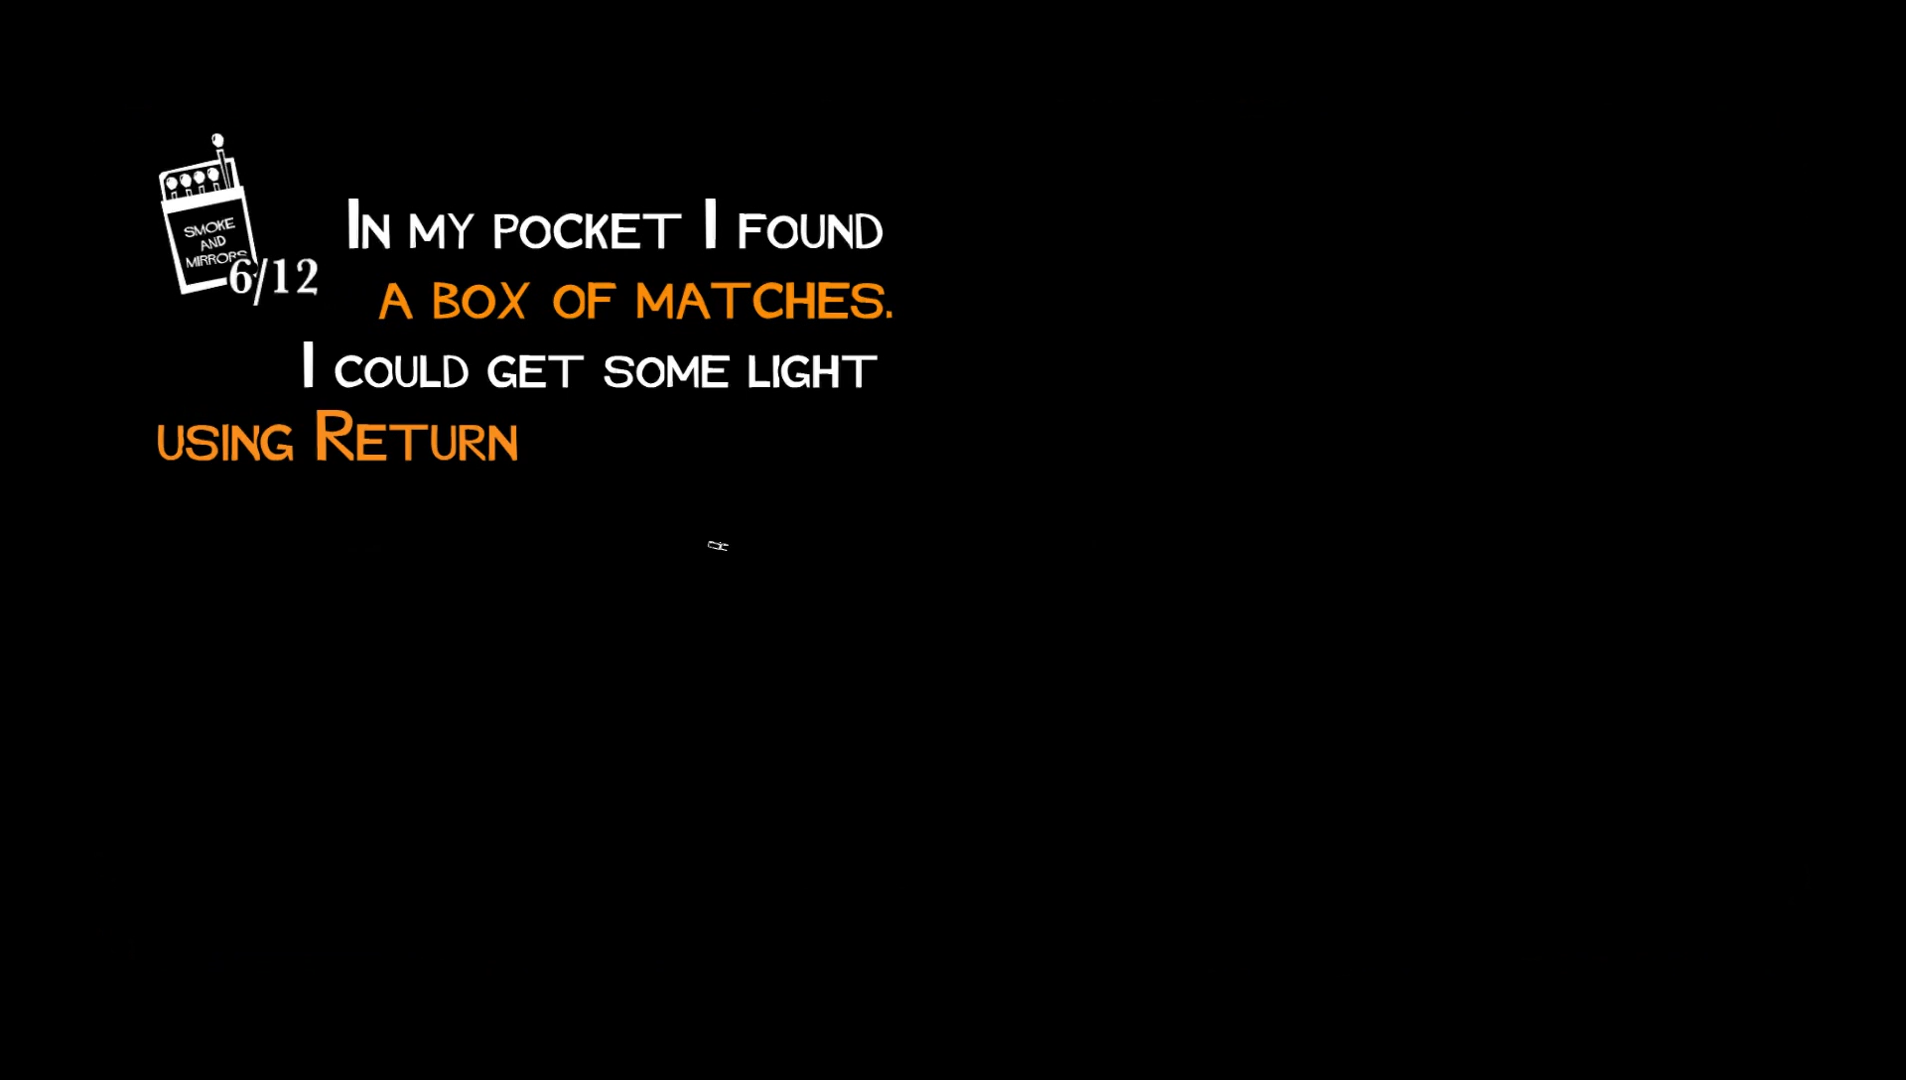 SMOKE
AND
MIRRORS
6/12
In my pocket I found
a box of matches.
I could get some light
using Return